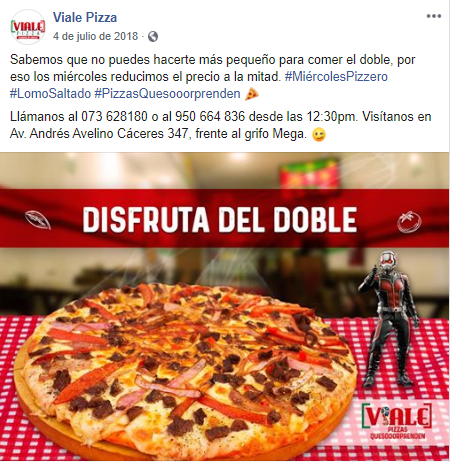 Viale Pizza
4 de julio de 2018 ·
Sabemos que no puedes hacerte más pequeño para comer el doble, por
eso los miércoles reducimos el precio a la mitad. #MiércolesPizzero
#LomoSaltado #PizzasQuesooorprenden 🍕
Llámanos al 073 628180 o al 950 664 836 desde las 12:30pm. Visítanos en
Av. Andrés Avelino Cáceres 347, frente al grifo Mega. 😉
DISFRUTA DEL DOBLE
VIALE
PIZZAS
QUESOOORPRENDEN